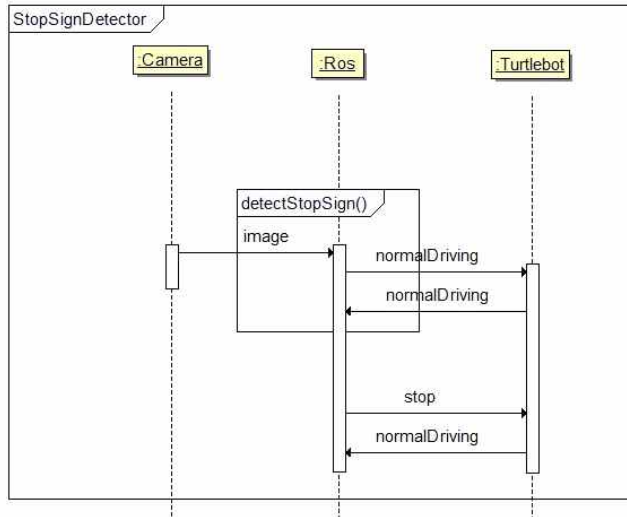 StopSignDetector
:Camera
:Ros
:Turtlebot
detectStopSign()
image
normalDriving
normalDriving
stop
normalDriving